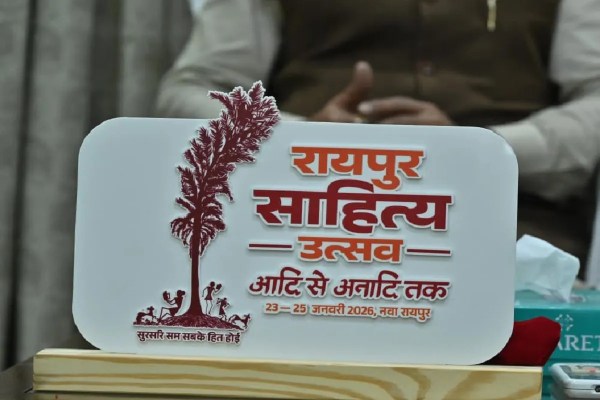 रायपुर
साहित्य
उत्सव
आदि से अनादि तक
23 – 25 जनवरी 2026, नवा रायपुर
सुरसरि सम सबके हित होई